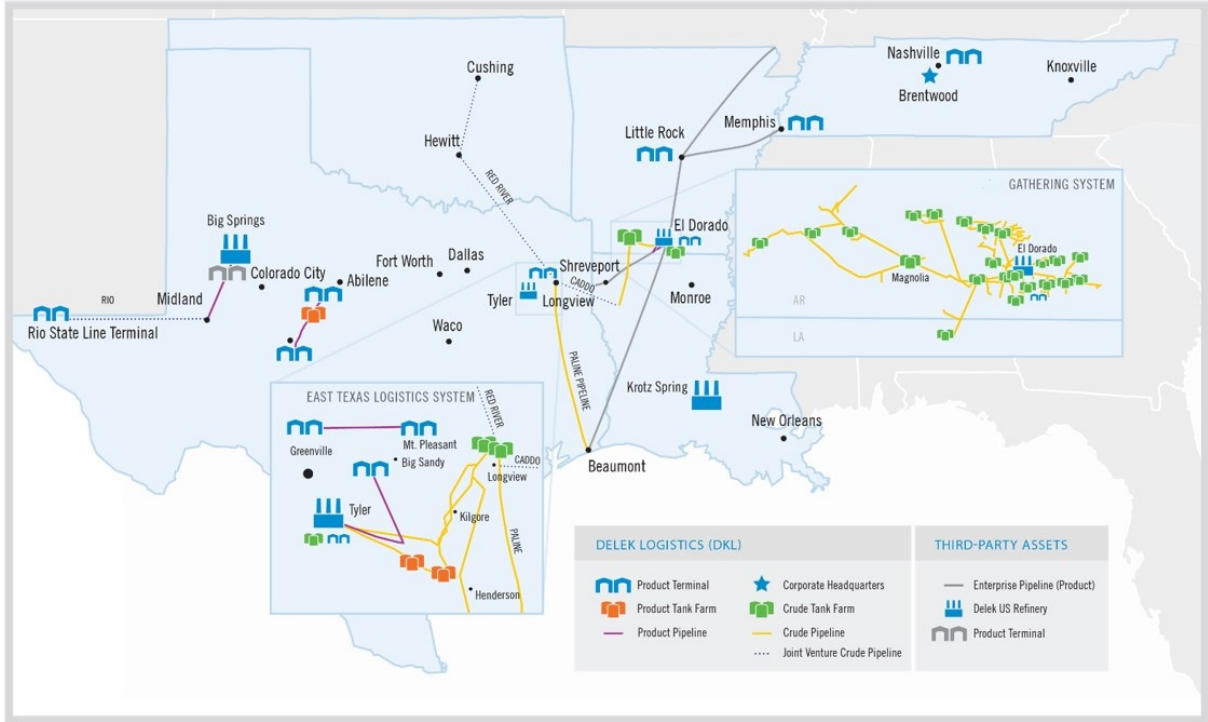 Cushing
Hewitt
RED RIVER
Nashville
Brentwood
Knoxville
Memphis
Little Rock
Big Springs
Colorado City
Midland
RIO
Rio State Line Terminal
Abilene
Fort Worth
Dallas
Waco
Tyler
Longview
Shreveport
CADDO
El Dorado
Monroe
PALINE PIPELINE
Krotz Spring
New Orleans
Beaumont
GATHERING SYSTEM
El Dorado
Magnolia
AR
LA
EAST TEXAS LOGISTICS SYSTEM
RED RIVER
Greenville
Mt. Pleasant
Big Sandy
CADDO
Longview
Tyler
Kilgore
PALINE
Henderson
DELEK LOGISTICS (DKL)
Product Terminal
Corporate Headquarters
Product Tank Farm
Crude Tank Farm
Product Pipeline
Crude Pipeline
Joint Venture Crude Pipeline
THIRD-PARTY ASSETS
Enterprise Pipeline (Product)
Delek US Refinery
Product Terminal